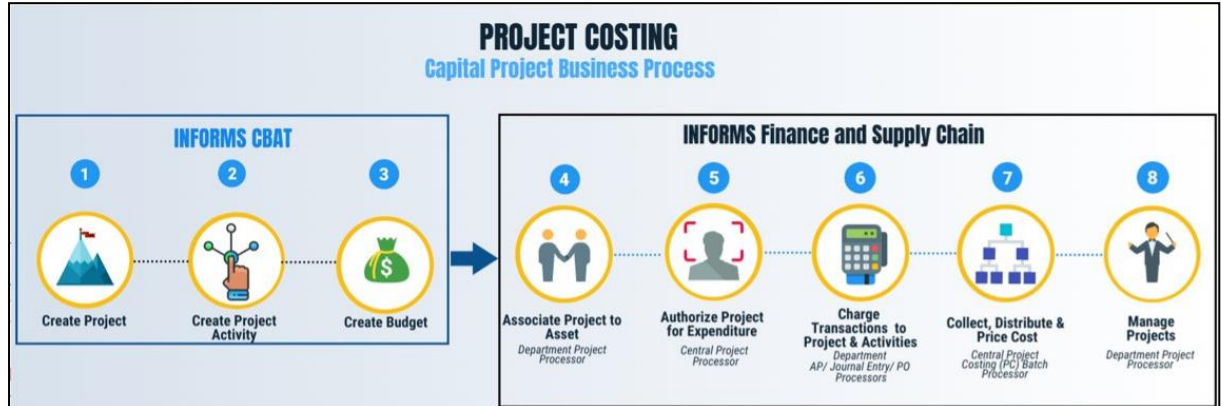 PROJECT COSTING
Capital Project Business Process
INFORMS CBAT
1
2
3
Create Project
Create Project
Activity
Create Budget
$
INFORMS Finance and Supply Chain
4
5
6
7
8
Associate Project to
Asset
Department Project
Processor
Authorize Project
for Expenditure
Central Project
Processor
Charge
Transactions to
Project & Activities
Department
AP/ Journal Entry/ PO
Processors
Collect, Distribute &
Price Cost
Central Project
Costing (PC) Batch
Processor
Manage
Projects
Department Project
Processor